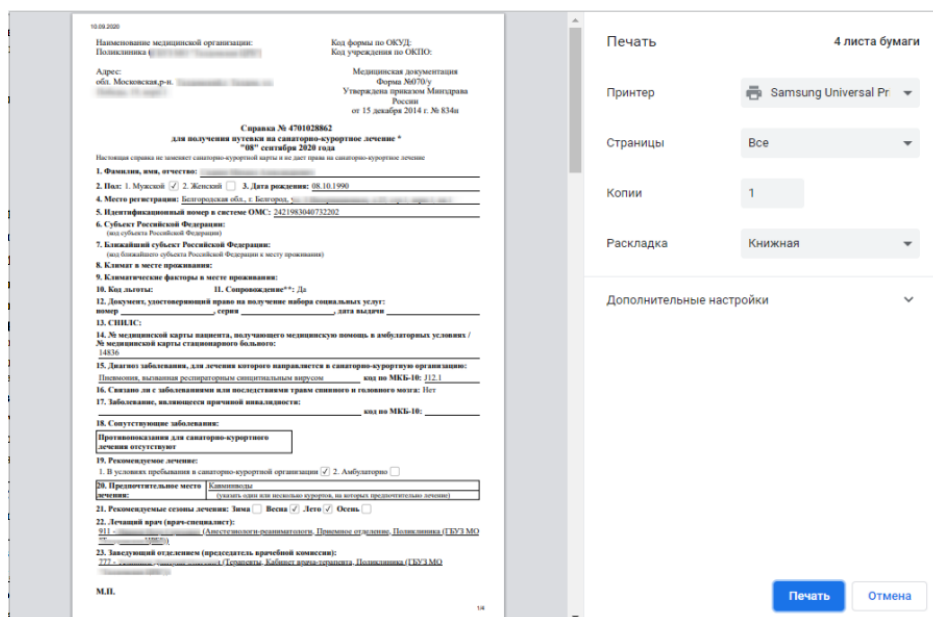 10.09.2020
Наименование медицинской организации:
Поликлиника
Код формы по ОКУД:
Код учреждения по ОКПО:
Адрес:
обл. Московская,р-н.
Медицинская документация
Форма №070/у
Утверждена приказом Минздрава
России
от 15 декабря 2014 г. № 834н
Справка № 4701028862
для получения путевки на санаторно-курортное лечение *
"08" сентября 2020 года
Настоящая справка не заменяет санаторно-курортной карты и не дает права на санаторно-курортное лечение
1. Фамилия, имя, отчество:
2. Пол: 1. Мужской ✓ 2. Женский 3. Дата рождения: 08.10.1990
4. Место регистрации: Белгородская обл., г. Белгород,
5. Идентификационный номер в системе ОМС: 2421983040732202
6. Субъект Российской Федерации:
(код субъекта Российской Федерации)
7. Ближайший субъект Российской Федерации:
(код ближайшего субъекта Российской Федерации к месту проживания)
8. Климат в месте проживания:
9. Климатические факторы в месте проживания:
10. Код льготы: 11. Сопровождение**: Да
12. Документ, удостоверяющий право на получение набора социальных услуг:
номер , серия , дата выдачи
13. СНИЛС:
14. № медицинской карты пациента, получающего медицинскую помощь в амбулаторных условиях /
№ медицинской карты стационарного больного:
14836
15. Диагноз заболевания, для лечения которого направляется в санаторно-курортную организацию:
Пневмония, вызванная респираторным синцитиальным вирусом код по МКБ-10: J12.1
16. Связано ли с заболеваниями или последствиями травм спинного и головного мозга: Нет
17. Заболевание, являющееся причиной инвалидности:
код по МКБ-10:
18. Сопутствующие заболевания:
Противопоказания для санаторно-курортного
лечения отсутствуют
19. Рекомендуемое лечение:
1. В условиях пребывания в санаторно-курортной организации ✓ 2. Амбулаторно
20. Предпочтительное место
лечения:
Кавминводы
(указать один или несколько курортов, на которых предпочтительно лечение)
21. Рекомендуемые сезоны лечения: Зима Весна ✓ Лето ✓ Осень
22. Лечащий врач (врач-специалист):
911 - (Анестезиологи-реаниматологи, Приемное отделение, Поликлиника (ГБУЗ МО
23. Заведующий отделением (председатель врачебной комиссии):
777 - (Терапевты, Кабинет врача-терапевта, Поликлиника (ГБУЗ МО
М.П.
1/4
Печать 4 листа бумаги
Принтер Samsung Universal Pri
Страницы Все
Копии 1
Раскладка Книжная
Дополнительные настройки
Печать Отмена